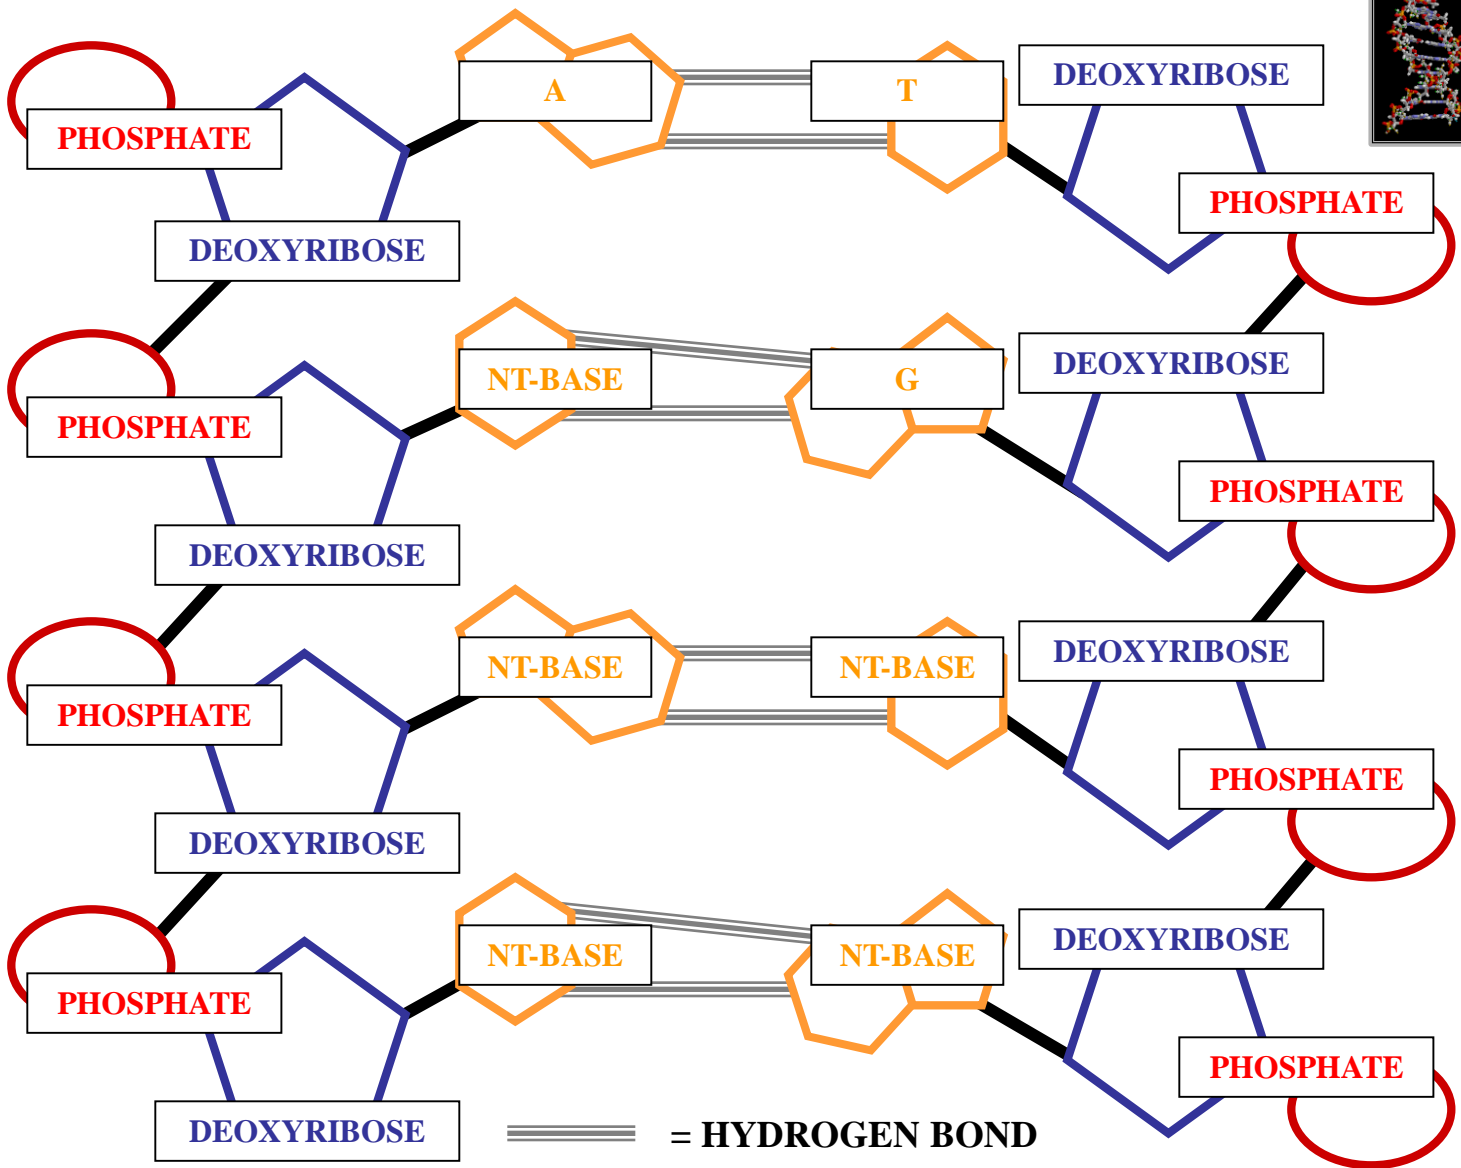 A
T
DEOXYRIBOSE
PHOSPHATE
PHOSPHATE
DEOXYRIBOSE
NT-BASE
G
DEOXYRIBOSE
PHOSPHATE
PHOSPHATE
DEOXYRIBOSE
NT-BASE
NT-BASE
DEOXYRIBOSE
PHOSPHATE
PHOSPHATE
DEOXYRIBOSE
NT-BASE
NT-BASE
DEOXYRIBOSE
PHOSPHATE
PHOSPHATE
DEOXYRIBOSE
= HYDROGEN BOND